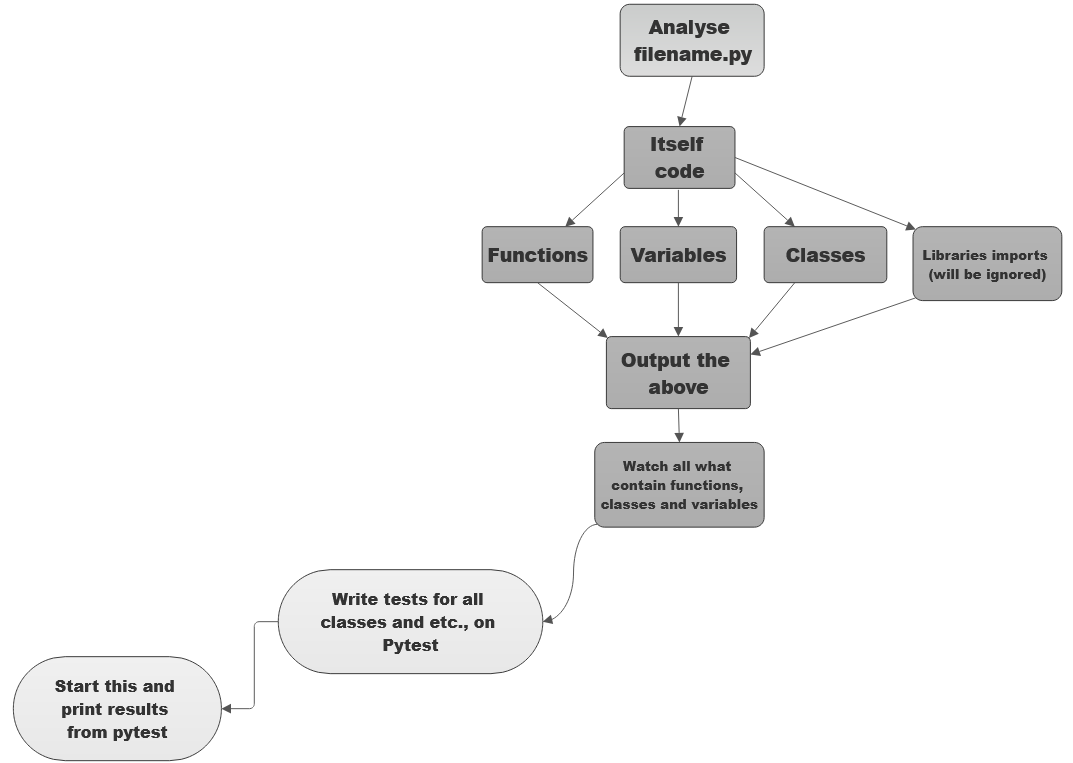 Analyse
filename.py
Itself
code
Functions
Variables
Classes
Libraries imports
(will be ignored)
Output the
above
Watch all what
contain functions,
classes and variables
Write tests for all
classes and etc., on
Pytest
Start this and
print results
from pytest